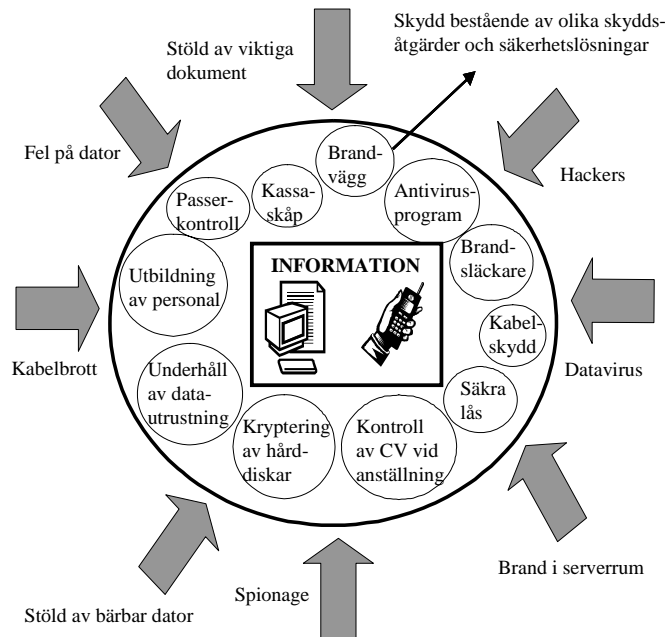 Skydd bestående av olika skydds-
åtgärder och säkerhetslösningar
Stöld av viktiga
dokument
Fel på dator
Hackers
Brand-
vägg
Kassa-
skåp
Antivirus-
program
Passer-
kontroll
Brand-
släckare
INFORMATION
Utbildning
av personal
Kabel-
skydd
Kabelbrott
Datavirus
Underhåll
av data-
utrustning
Säkra
lås
Kryptering
av hård-
diskar
Kontroll
av CV vid
anställning
Brand i serverrum
Spionage
Stöld av bärbar dator